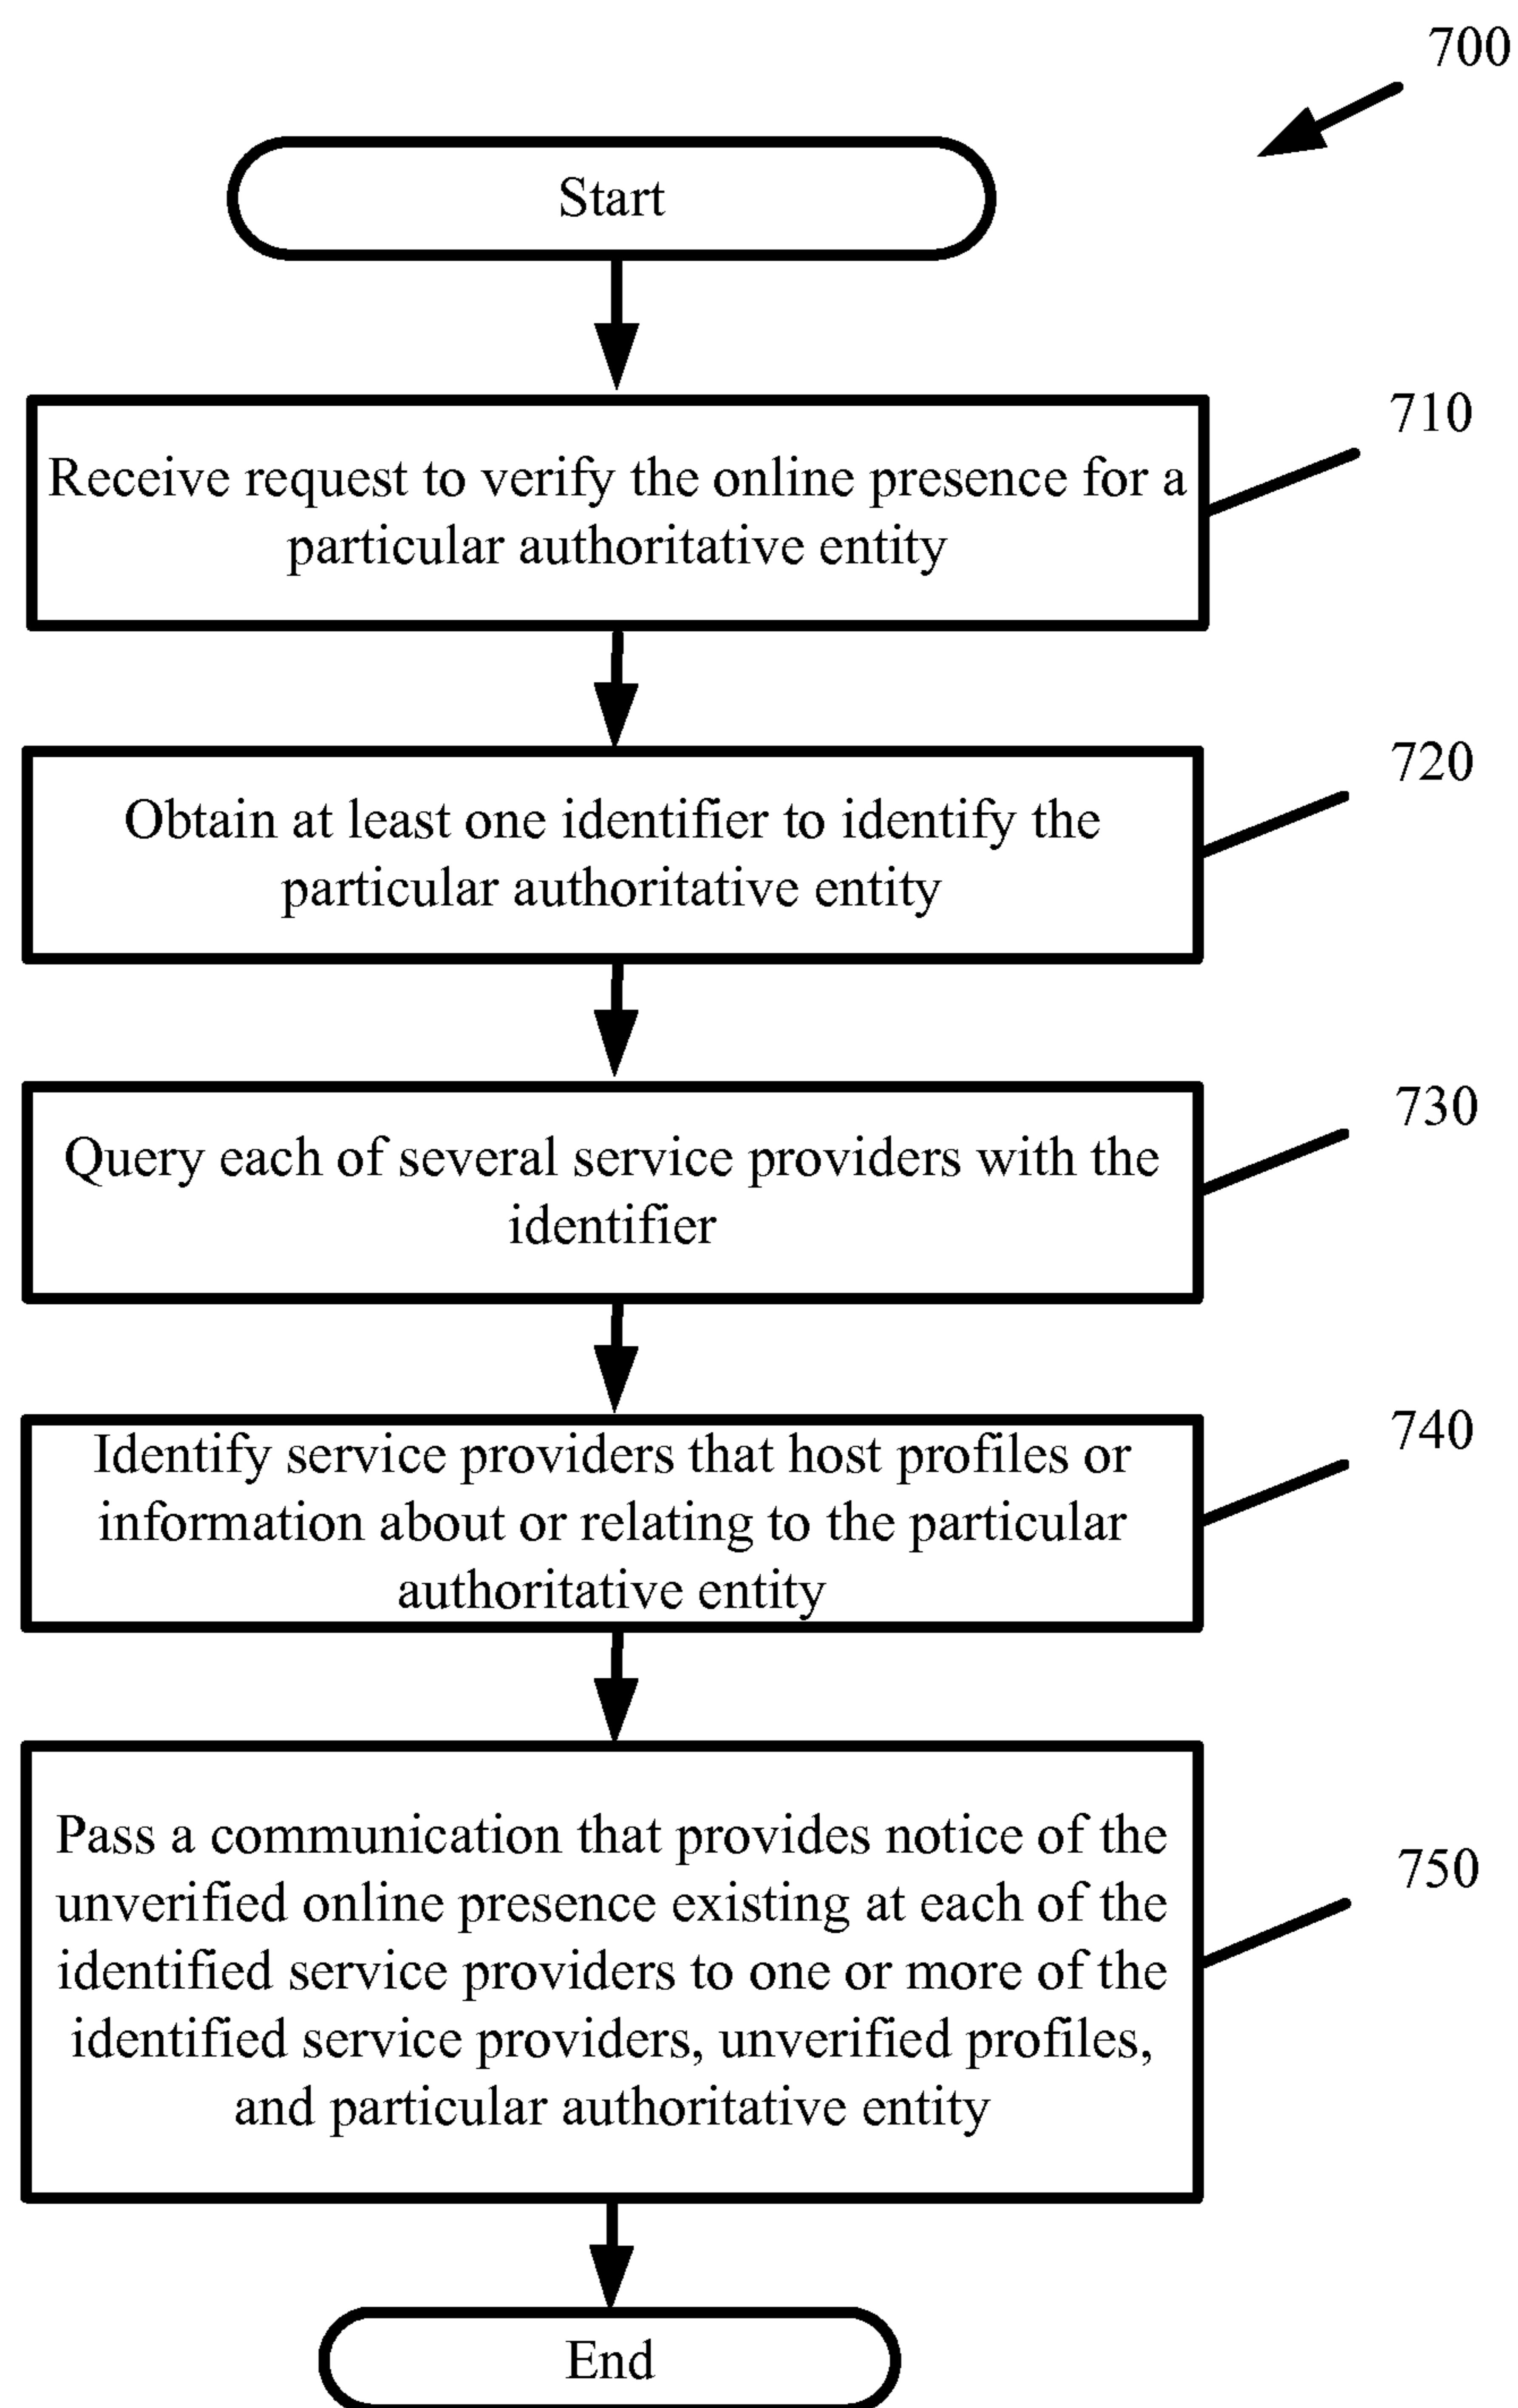 700
Start
710
Receive request to verify the online presence for a
particular authoritative entity
720
Obtain at least one identifier to identify the
particular authoritative entity
730
Query each of several service providers with the
identifier
740
Identify service providers that host profiles or
information about or relating to the particular
authoritative entity
750
Pass a communication that provides notice of the
unverified online presence existing at each of the
identified service providers to one or more of the
identified service providers, unverified profiles,
and particular authoritative entity
End